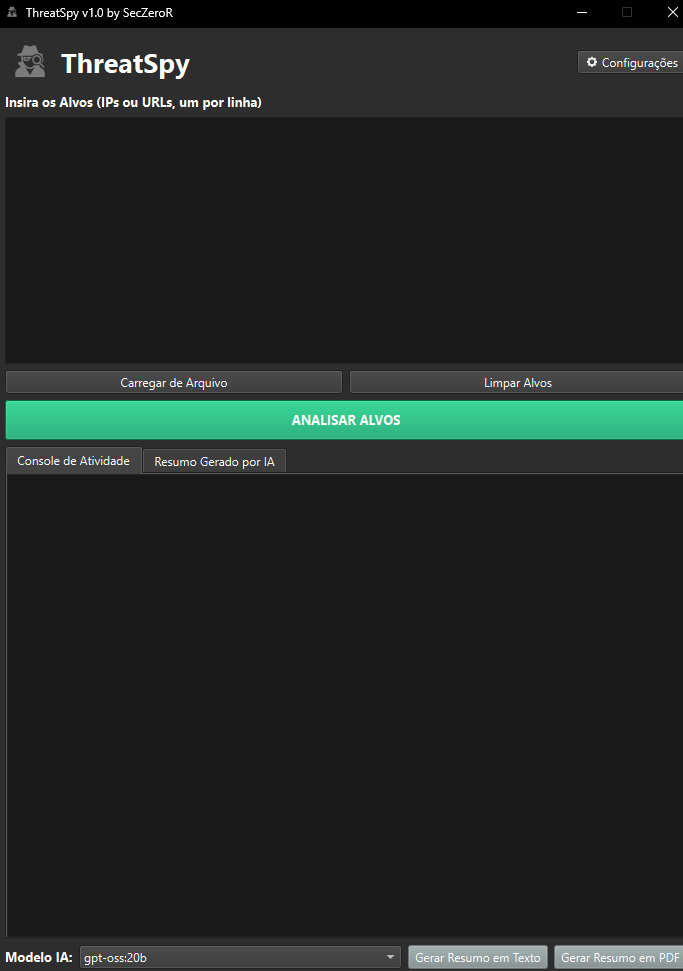 ThreatSpy v1.0 by SecZeroR
ThreatSpy
Configurações
Insira os Alvos (IPs ou URLs, um por linha)
Carregar de Arquivo
Limpar Alvos
ANALISAR ALVOS
Console de Atividade
Resumo Gerado por IA
Modelo IA:
gpt-oss:20b
Gerar Resumo em Texto
Gerar Resumo em PDF